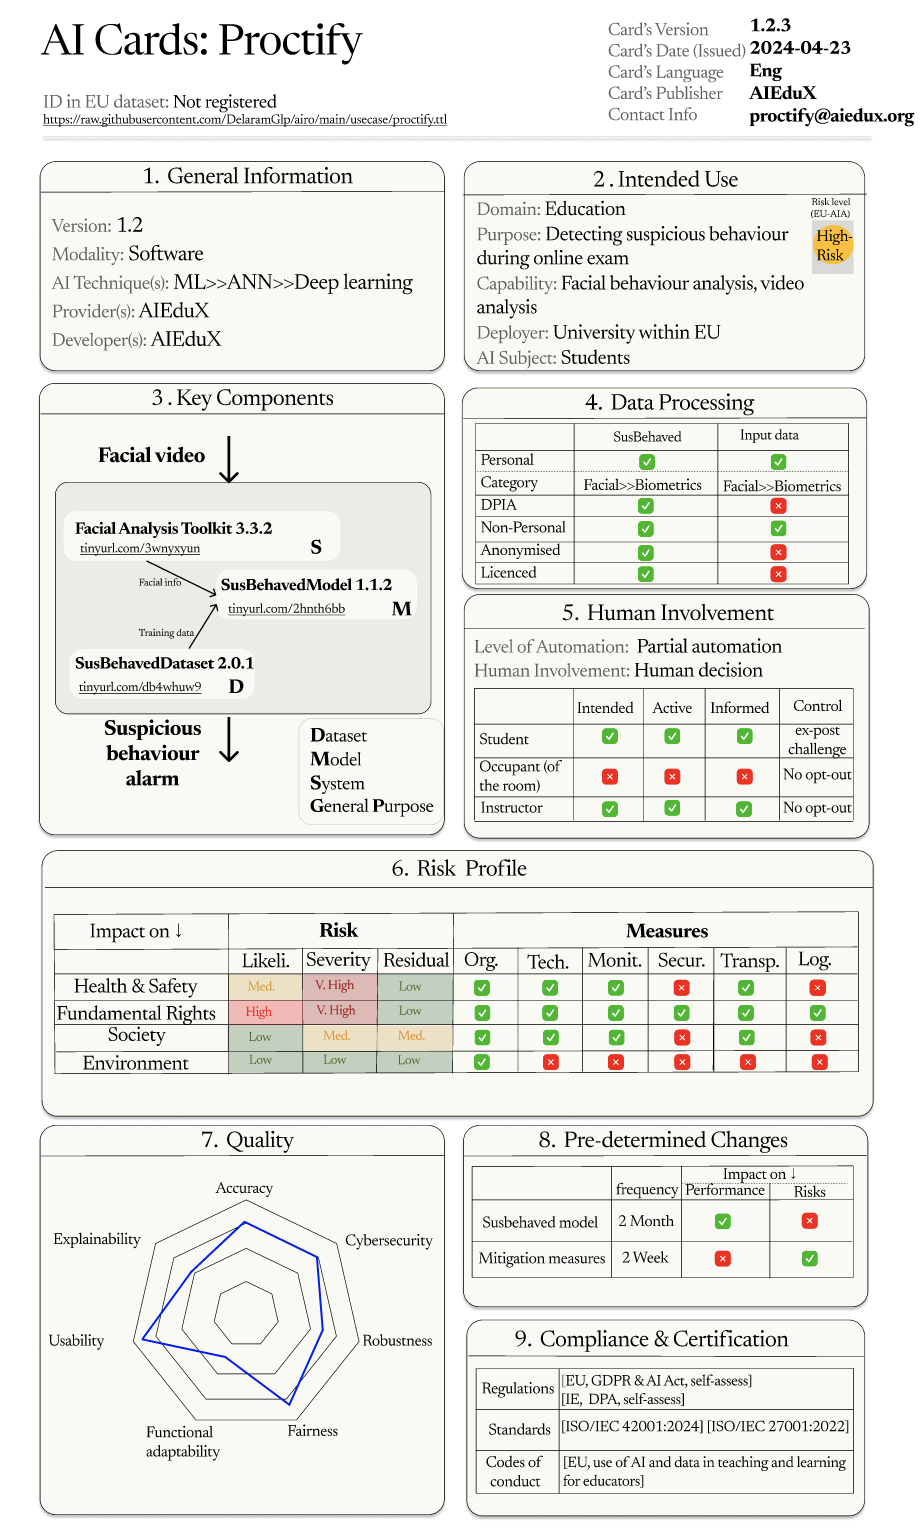 AI Cards: Proctify
ID in EU dataset: Not registered
https://raw.githubusercontent.com/DelaramGlp/airo/main/usecase/proctify.ttl
Card's Version 1.2.3
Card's Date (Issued) 2024-04-23
Card's Language Eng
Card's Publisher AIEduX
Contact Info proctify@aiedux.org
1. General Information
Version: 1.2
Modality: Software
AI Technique(s): ML>>ANN>>Deep learning
Provider(s): AIEduX
Developer(s): AIEduX
2. Intended Use
Domain: Education
Purpose: Detecting suspicious behaviour
during online exam
Capability: Facial behaviour analysis, video
analysis
Deployer: University within EU
AI Subject: Students
Risk level
(EU-AIA)
High-
Risk
3. Key Components
Facial video
Facial Analysis Toolkit 3.3.2
tinyurl.com/3wnyxyun S
Facial info
SusBehavedModel 1.1.2
tinyurl.com/2hnth6bb M
Training data
SusBehavedDataset 2.0.1
tinyurl.com/db4whuw9 D
Suspicious
behaviour
alarm
Dataset
Model
System
General Purpose
4. Data Processing
SusBehaved Input data
Personal
Category Facial>>Biometrics Facial>>Biometrics
DPIA
Non-Personal
Anonymised
Licenced
5. Human Involvement
Level of Automation: Partial automation
Human Involvement: Human decision
Intended Active Informed Control
Student ex-post
challenge
Occupant (of
the room) No opt-out
Instructor No opt-out
6. Risk Profile
Impact on ↓ Risk Measures
Likeli. Severity Residual Org. Tech. Monit. Secur. Transp. Log.
Health & Safety Med. V. High Low
Fundamental Rights High V. High Low
Society Low Med. Med.
Environment Low Low Low
7. Quality
Accuracy
Explainability
Cybersecurity
Usability
Robustness
Functional
adaptability
Fairness
8. Pre-determined Changes
Impact on ↓
frequency Performance Risks
Susbehaved model 2 Month
Mitigation measures 2 Week
9. Compliance & Certification
Regulations [EU, GDPR & AI Act, self-assess]
[IE, DPA, self-assess]
Standards [ISO/IEC 42001:2024] [ISO/IEC 27001:2022]
Codes of
conduct [EU, use of AI and data in teaching and learning
for educators]